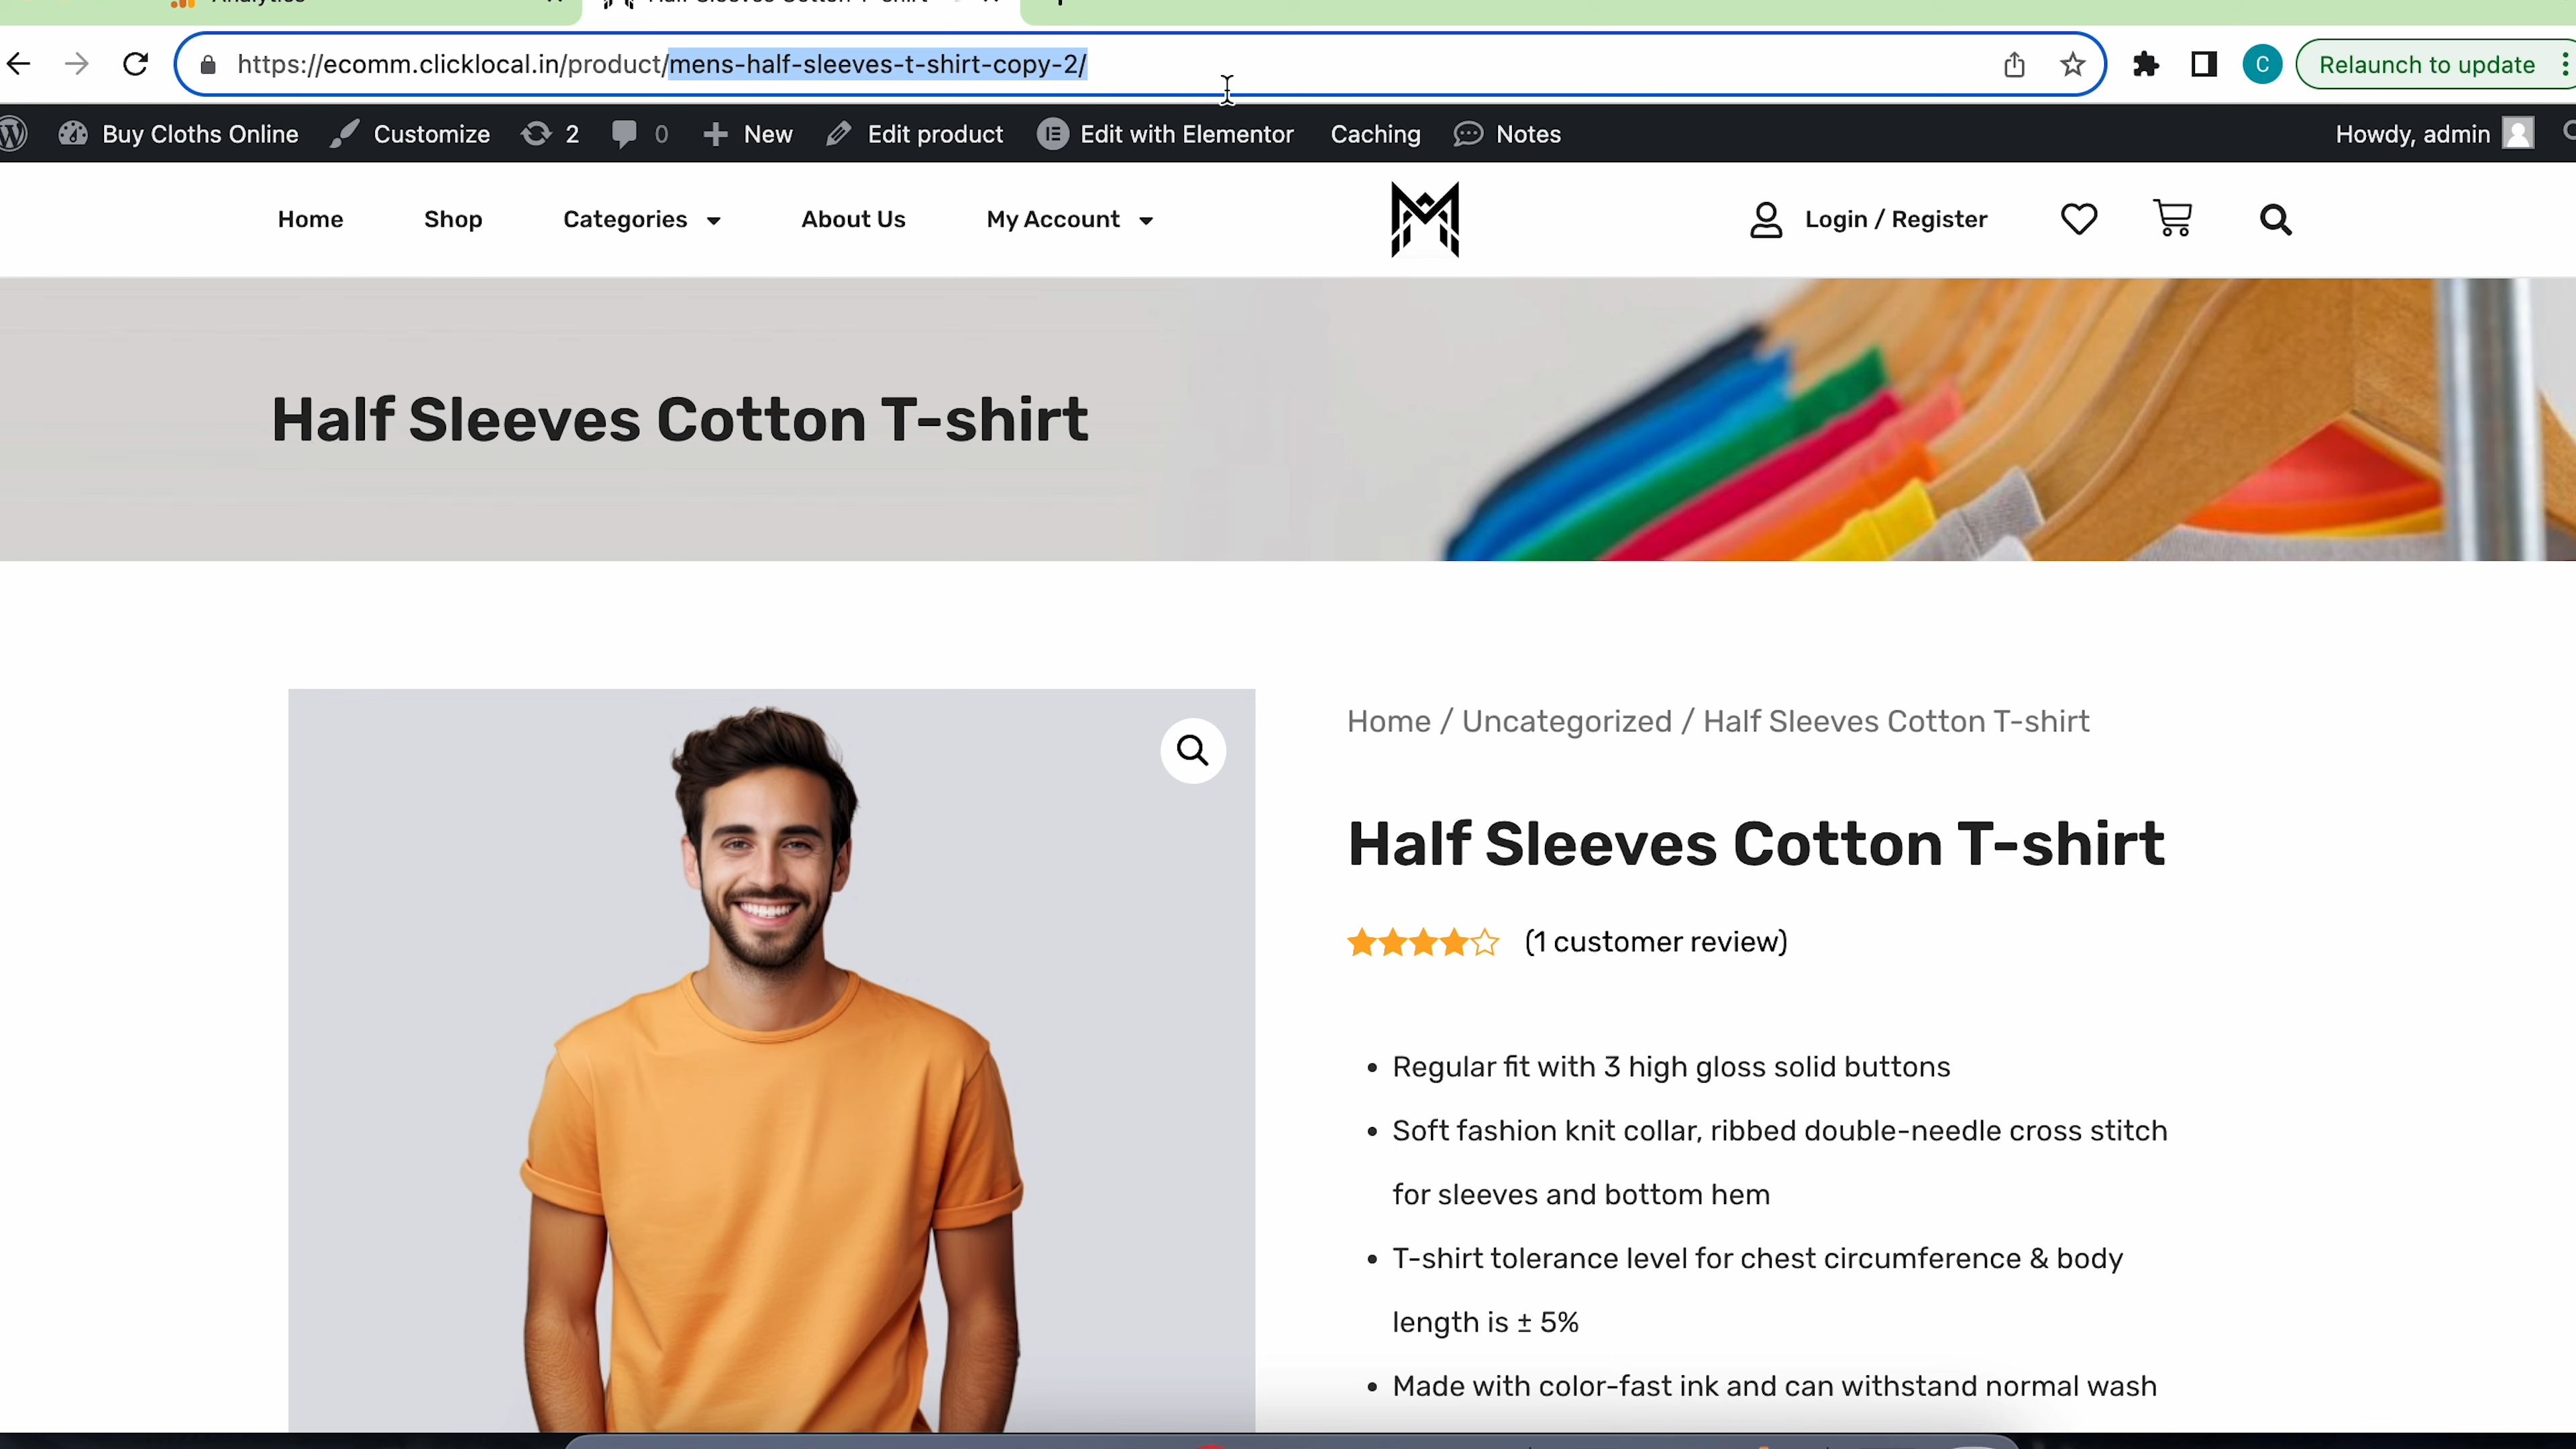 Analytics
Half Sleeves Cotton T-shirt
https://ecomm.clicklocal.in/product/mens-half-sleeves-t-shirt-copy-2/
C
Relaunch to update
Buy Cloths Online
Customize
2
0
New
Edit product
Edit with Elementor
Caching
Notes
Howdy, admin
Home
Shop
Categories
About Us
My Account
Login / Register
Half Sleeves Cotton T-shirt
Home / Uncategorized / Half Sleeves Cotton T-shirt
Half Sleeves Cotton T-shirt
(1 customer review)
• Regular fit with 3 high gloss solid buttons
• Soft fashion knit collar, ribbed double-needle cross stitch
for sleeves and bottom hem
• T-shirt tolerance level for chest circumference & body
length is ± 5%
• Made with color-fast ink and can withstand normal wash